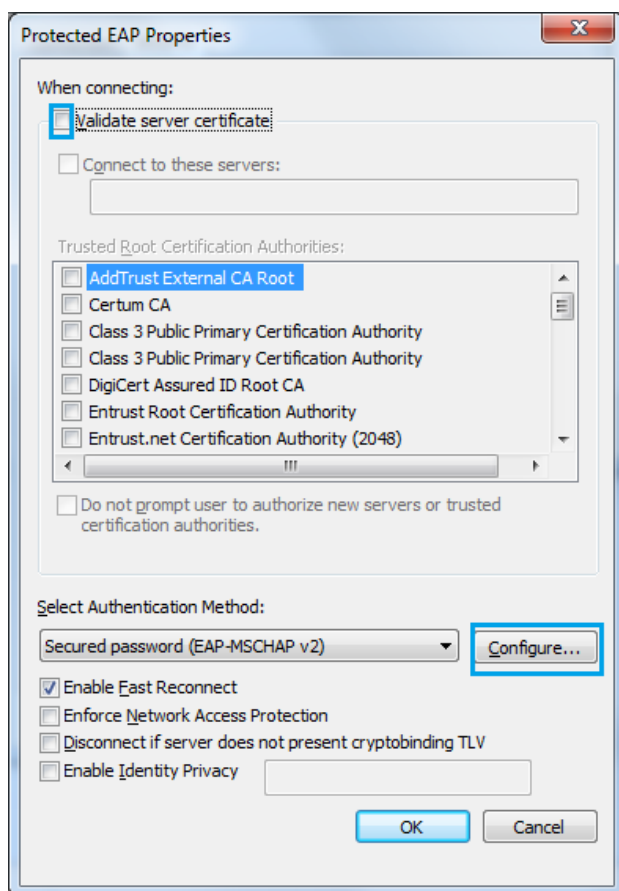 Protected EAP Properties
When connecting:
Validate server certificate
Connect to these servers:
Trusted Root Certification Authorities:
AddTrust External CA Root
Certum CA
Class 3 Public Primary Certification Authority
Class 3 Public Primary Certification Authority
DigiCert Assured ID Root CA
Entrust Root Certification Authority
Entrust.net Certification Authority (2048)
Do not prompt user to authorize new servers or trusted
certification authorities.
Select Authentication Method:
Secured password (EAP-MSCHAP v2)
Configure...
Enable Fast Reconnect
Enforce Network Access Protection
Disconnect if server does not present cryptobinding TLV
Enable Identity Privacy
OK
Cancel